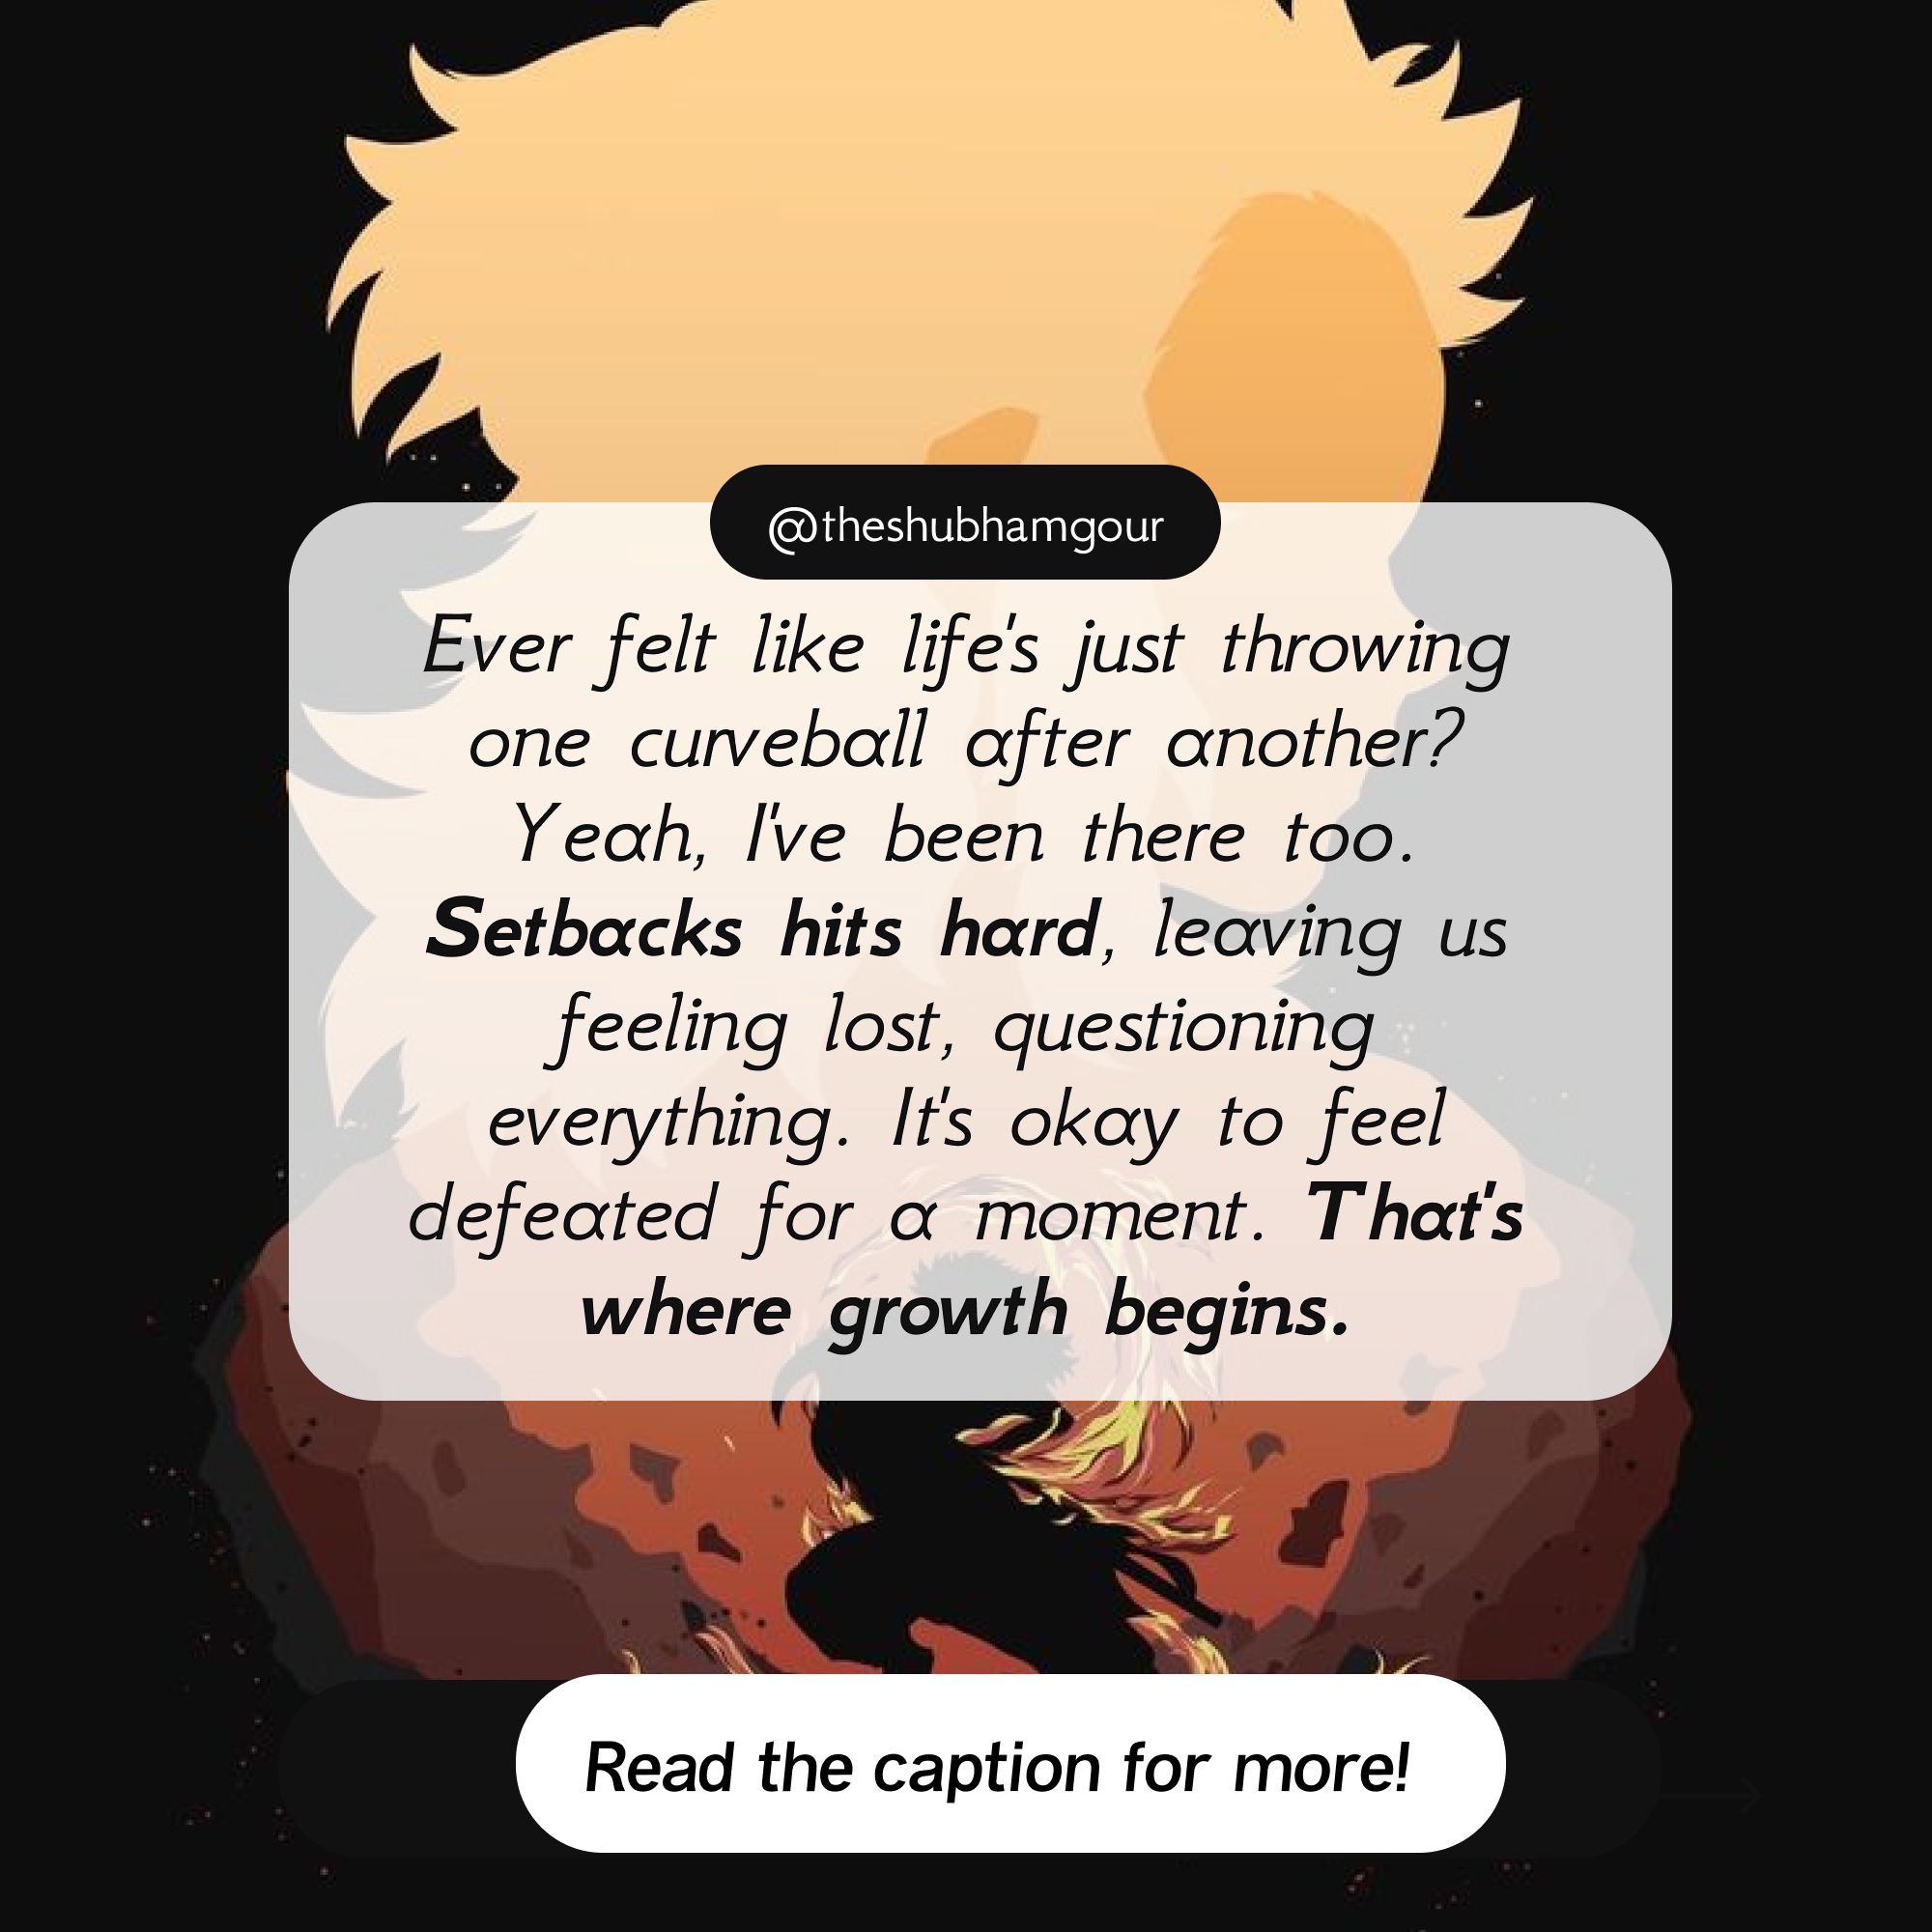 @theshubhamgour
Ever felt like life's just throwing
one curveball after another?
Yeah, I've been there too.
Setbacks hits hard, leaving us
feeling lost, questioning
everything. It's okay to feel
defeated for a moment. That's
where growth begins.
Read the caption for more!